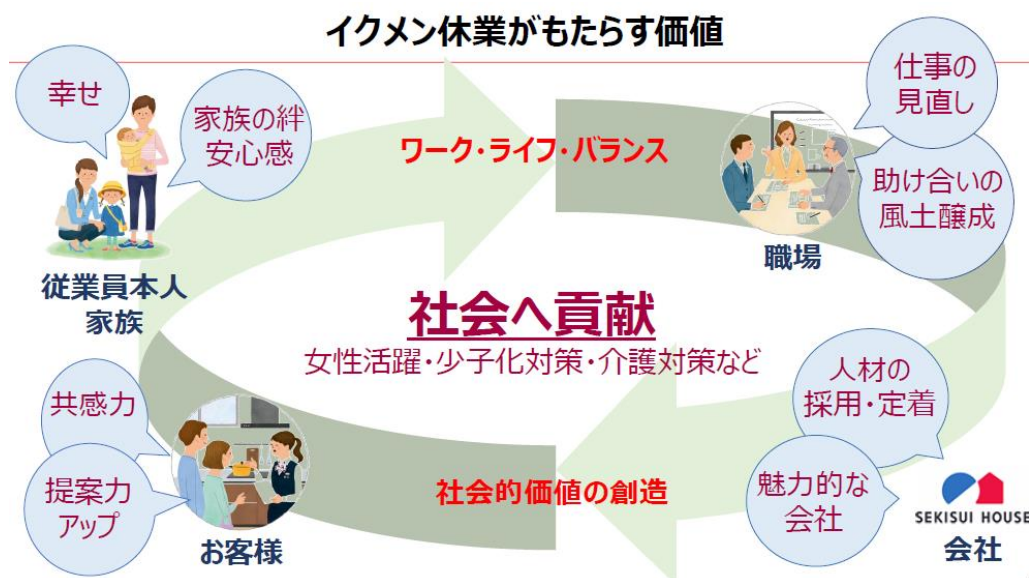 イクメン休業がもたらす価値
幸せ
家族の絆
安心感
従業員本人
家族
ワーク・ライフ・バランス
仕事の
見直し
助け合いの
風土醸成
職場
社会へ貢献
女性活躍・少子化対策・介護対策など
人材の
採用・定着
魅力的な
会社
SEKISUI HOUSE
会社
社会的価値の創造
共感力
提案力
アップ
お客様